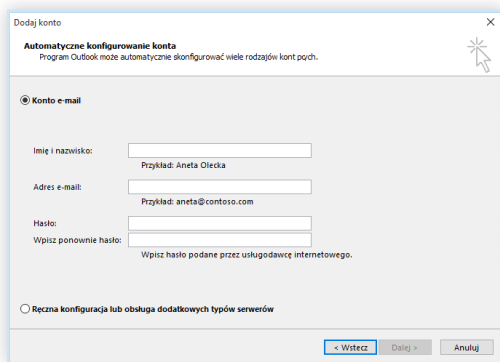 Dodaj konto
Automatyczne konfigurowanie konta
Program Outlook może automatycznie skonfigurować wiele rodzajów kont pych.
Konto e-mail
Imię i nazwisko:
Przykład: Aneta Olecka
Adres e-mail:
Przykład: aneta@contoso.com
Hasło:
Wpisz ponownie hasło:
Wpisz hasło podane przez usługodawcę internetowego.
Ręczna konfiguracja lub obsługa dodatkowych typów serwerów
< Wstecz Dalej > Anuluj